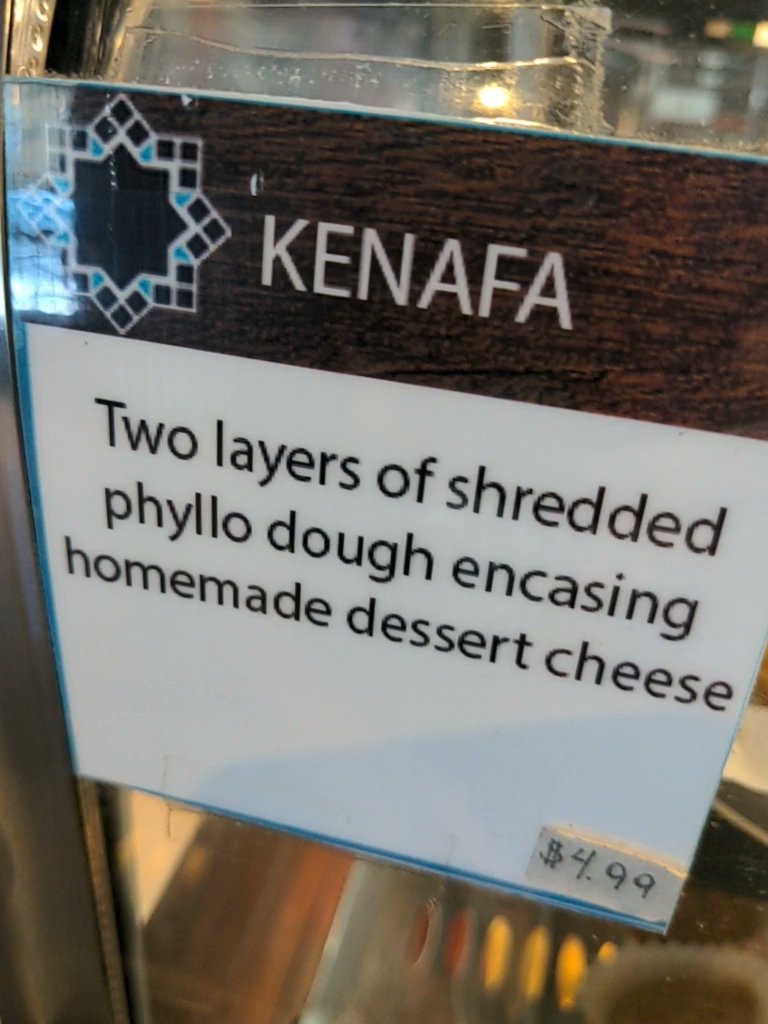 KENAFA
Two layers of shredded
phyllo dough encasing
homemade dessert cheese
$4.99